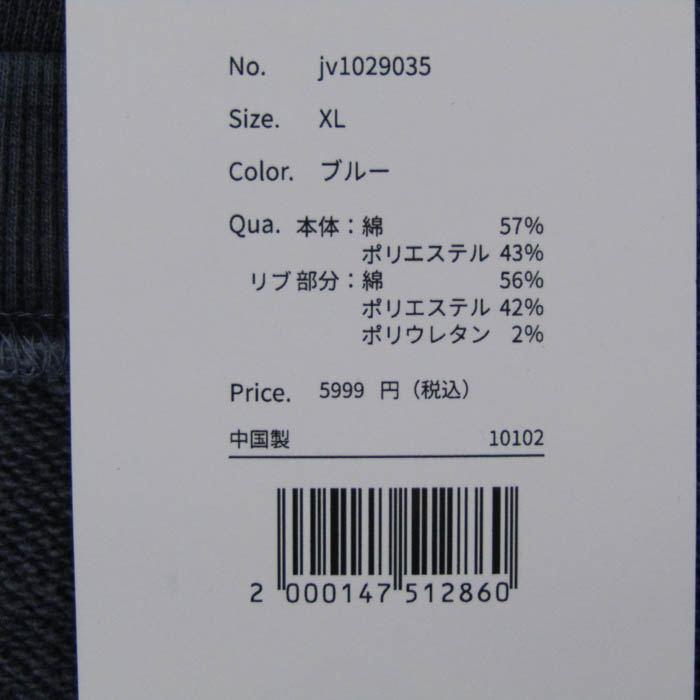 No. jv1029035
Size. XL
Color. ブルー
Qua. 本体：綿 57%
ポリエステル 43%
リブ部分：綿 56%
ポリエステル 42%
ポリウレタン 2%
Price. 5999 円（税込）
中国製 10102
2 000147 512860